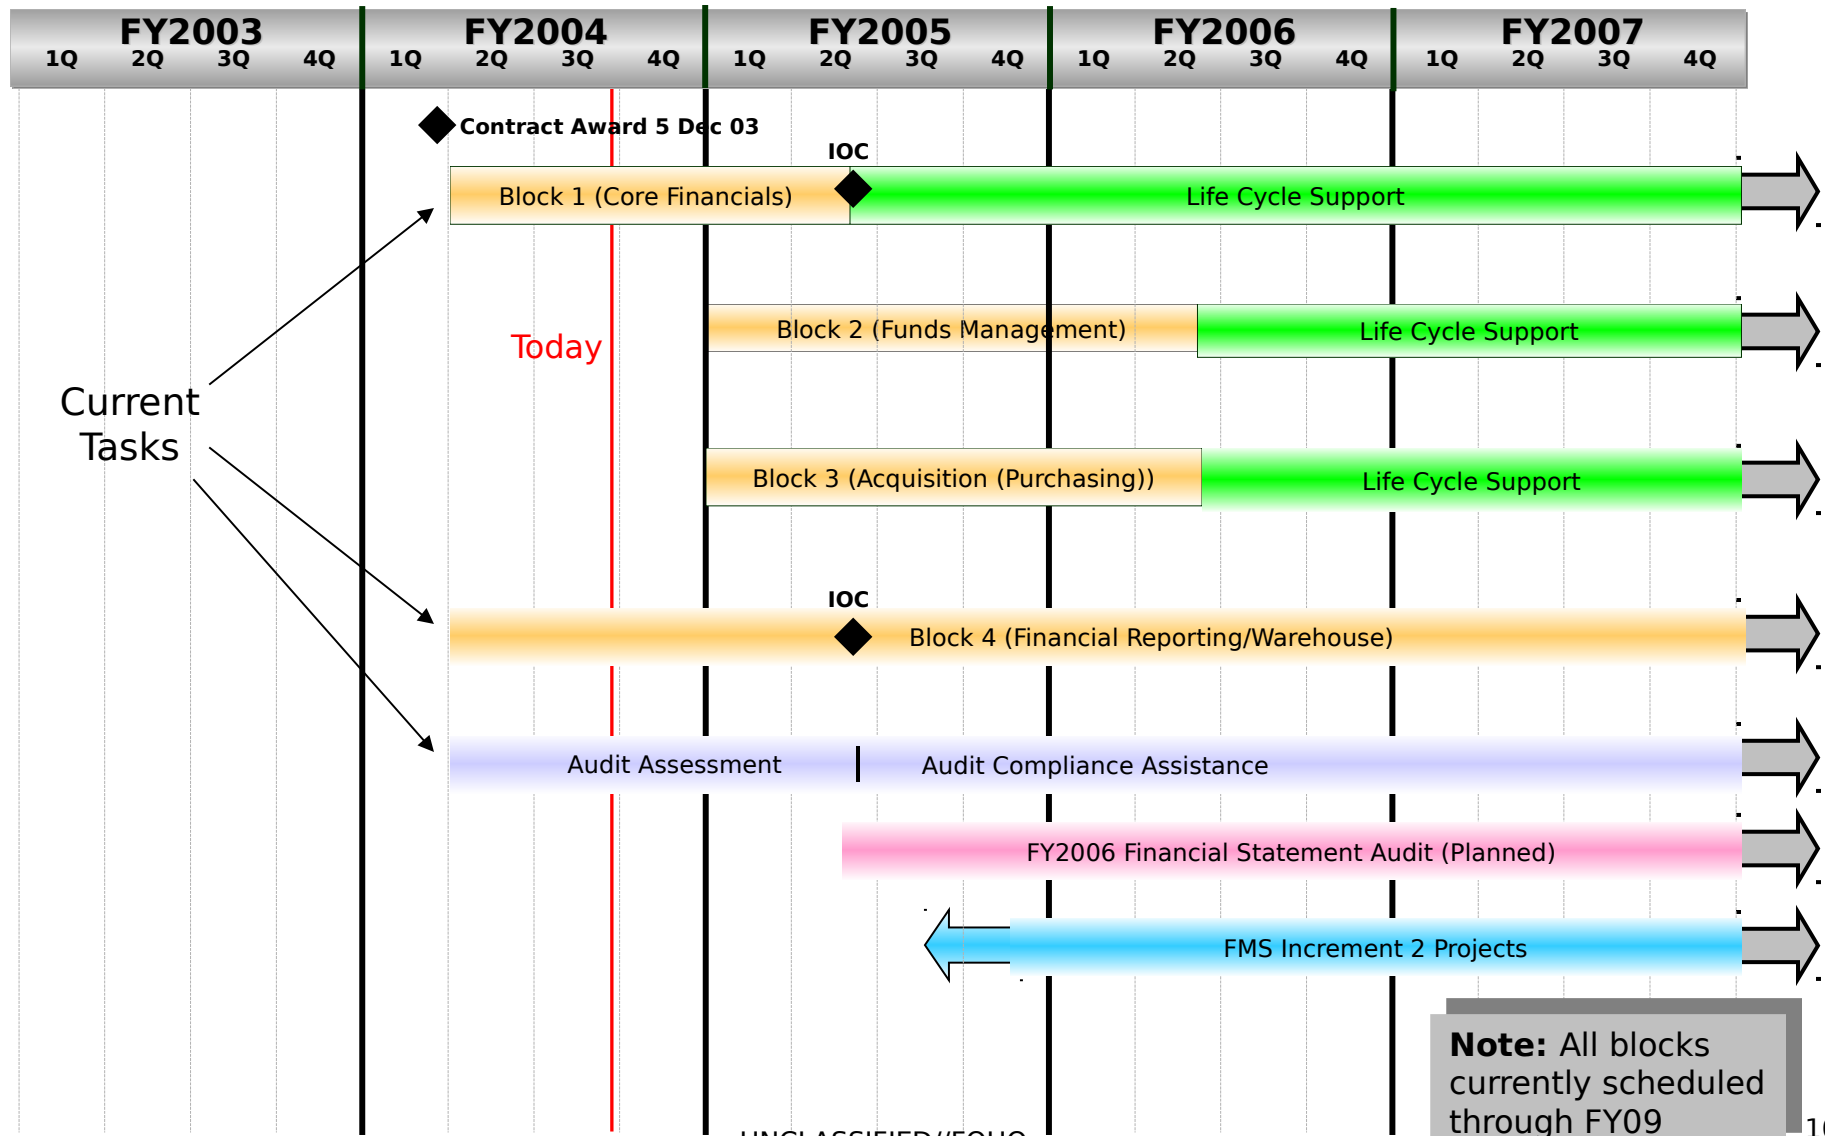 FY2003 FY2004 FY2005 FY2006 FY2007
1Q 2Q 3Q 4Q 1Q 2Q 3Q 4Q 1Q 2Q 3Q 4Q 1Q 2Q 3Q 4Q 1Q 2Q 3Q 4Q
Contract Award 5 Dec 03
IOC
Block 1 (Core Financials)
Life Cycle Support
Block 2 (Funds Management)
Life Cycle Support
Today
Current
Tasks
Block 3 (Acquisition (Purchasing))
Life Cycle Support
IOC
Block 4 (Financial Reporting/Warehouse)
Audit Assessment
Audit Compliance Assistance
FY2006 Financial Statement Audit (Planned)
FMS Increment 2 Projects
Note: All blocks
currently scheduled
through FY09
UNCLASSIFIED//FOUO